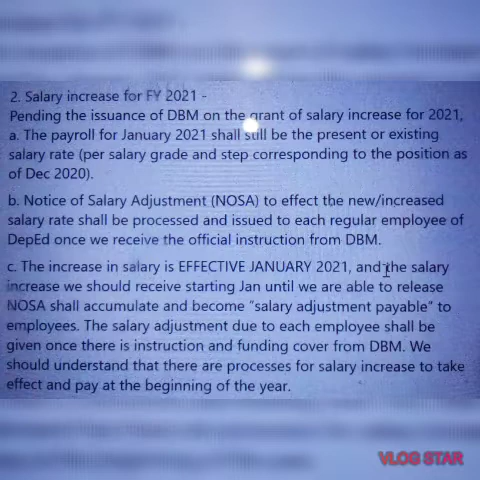 2. Salary increase for FY 2021 -
Pending the issuance of DBM on the grant of salary increase for 2021,
a. The payroll for January 2021 shall still be the present or existing
salary rate (per salary grade and step corresponding to the position as
of Dec 2020).
b. Notice of Salary Adjustment (NOSA) to effect the new/increased
salary rate shall be processed and issued to each regular employee of
DepEd once we receive the official instruction from DBM.
c. The increase in salary is EFFECTIVE JANUARY 2021, and the salary
increase we should receive starting Jan until we are able to release
NOSA shall accumulate and become "salary adjustment payable" to
employees. The salary adjustment due to each employee shall be
given once there is instruction and funding cover from DBM. We
should understand that there are processes for salary increase to take
effect and pay at the beginning of the year.
VLOG STAR